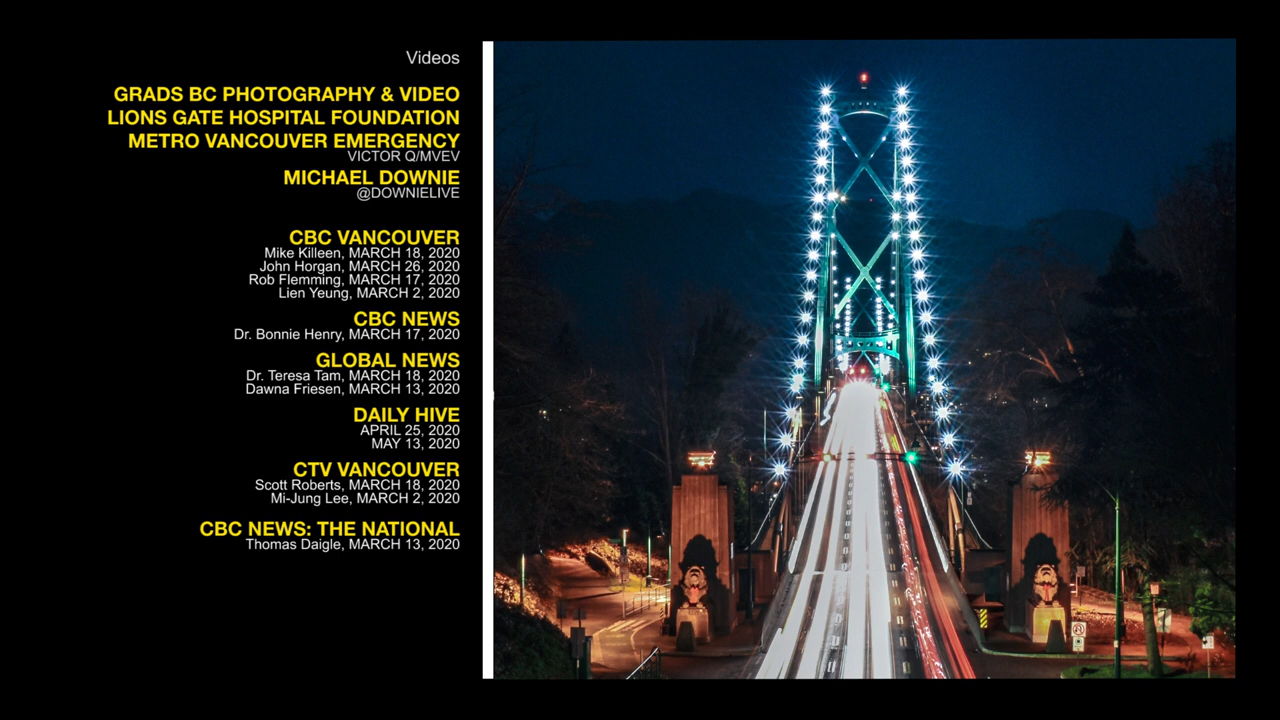 Videos
GRADS BC PHOTOGRAPHY & VIDEO
LIONS GATE HOSPITAL FOUNDATION
METRO VANCOUVER EMERGENCY
VICTOR Q/MVEV
MICHAEL DOWNIE
@DOWNIELIVE
CBC VANCOUVER
Mike Killeen, MARCH 18, 2020
John Horgan, MARCH 26, 2020
Rob Flemming, MARCH 17, 2020
Lien Yeung, MARCH 2, 2020
CBC NEWS
Dr. Bonnie Henry, MARCH 17, 2020
GLOBAL NEWS
Dr. Teresa Tam, MARCH 18, 2020
Dawna Friesen, MARCH 13, 2020
DAILY HIVE
APRIL 25, 2020
MAY 13, 2020
CTV VANCOUVER
Scott Roberts, MARCH 18, 2020
Mi-Jung Lee, MARCH 2, 2020
CBC NEWS: THE NATIONAL
Thomas Daigle, MARCH 13, 2020